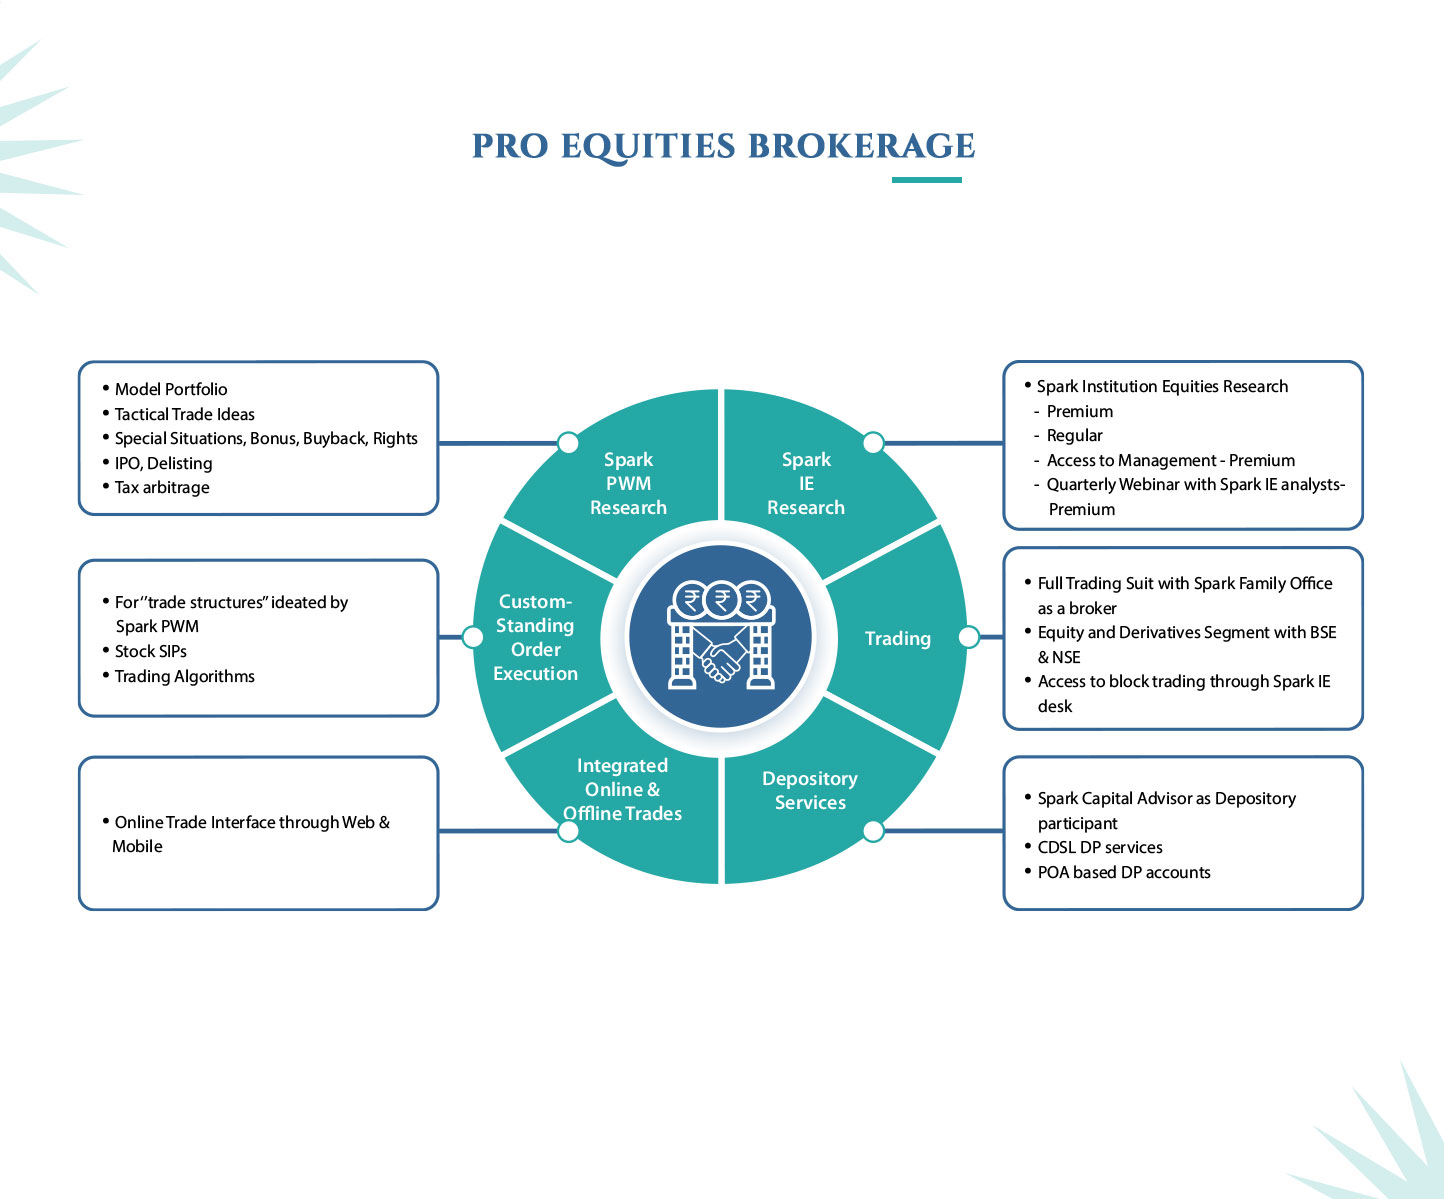 PRO EQUITIES BROKERAGE
• Model Portfolio
• Tactical Trade Ideas
• Special Situations, Bonus, Buyback, Rights
• IPO, Delisting
• Tax arbitrage
Spark
PWM
Research
Spark
IE
Research
• Spark Institution Equities Research
- Premium
- Regular
- Access to Management - Premium
- Quarterly Webinar with Spark IE analysts-
Premium
• For ‘’trade structures” ideated by
Spark PWM
• Stock SIPs
• Trading Algorithms
Custom-
Standing
Order
Execution
Trading
• Full Trading Suit with Spark Family Office
as a broker
• Equity and Derivatives Segment with BSE
& NSE
• Access to block trading through Spark IE
desk
• Online Trade Interface through Web &
Mobile
Integrated
Online &
Offline Trades
Depository
Services
• Spark Capital Advisor as Depository
participant
• CDSL DP services
• POA based DP accounts
₹ ₹ ₹